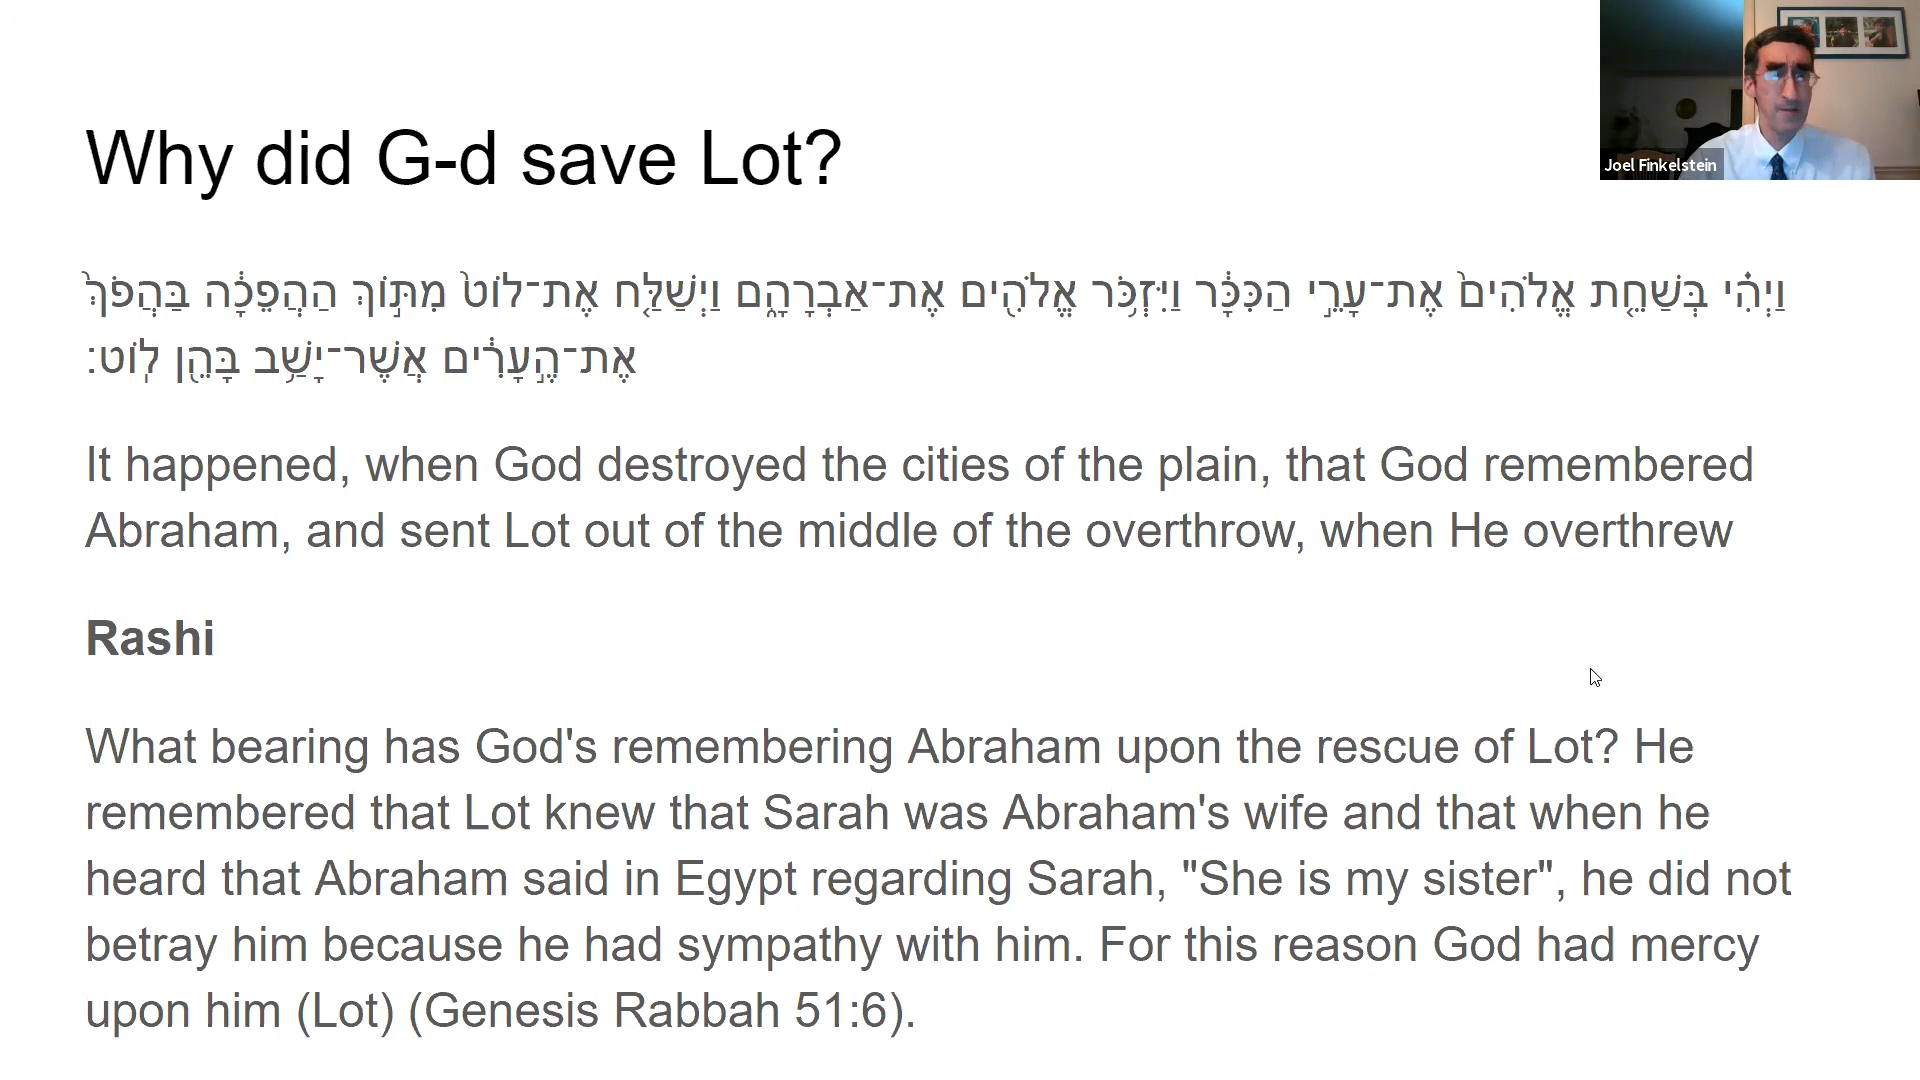 Joel Finkelstein
Why did G-d save Lot?
וַיְהִ֗י בְּשַׁחֵ֤ת אֱלֹהִים֙ אֶת־עָרֵ֣י הַכִּכָּ֔ר וַיִּזְכֹּ֥ר אֱלֹהִ֖ים אֶת־אַבְרָהָ֑ם וַיְשַׁלַּ֤ח אֶת־לוֹט֙ מִתּ֣וֹךְ הַהֲפֵכָ֔ה בַּהֲפֹךְ֙
אֶת־הֶ֣עָרִ֔ים אֲשֶׁר־יָשַׁ֥ב בָּהֵ֖ן לֽוֹט׃
It happened, when God destroyed the cities of the plain, that God remembered
Abraham, and sent Lot out of the middle of the overthrow, when He overthrew
Rashi
What bearing has God's remembering Abraham upon the rescue of Lot? He
remembered that Lot knew that Sarah was Abraham's wife and that when he
heard that Abraham said in Egypt regarding Sarah, "She is my sister", he did not
betray him because he had sympathy with him. For this reason God had mercy
upon him (Lot) (Genesis Rabbah 51:6).